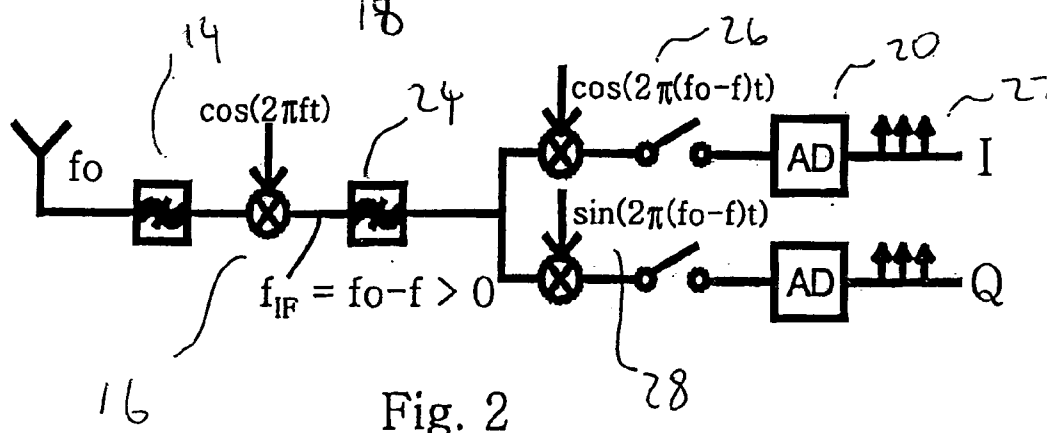 18
14
26
20
cos(2πft)
24
cos(2π(fo-f)t)
22
fo
AD
I
sin(2π(fo-f)t)
f_IF = fo-f > 0
AD
Q
16
28
Fig. 2